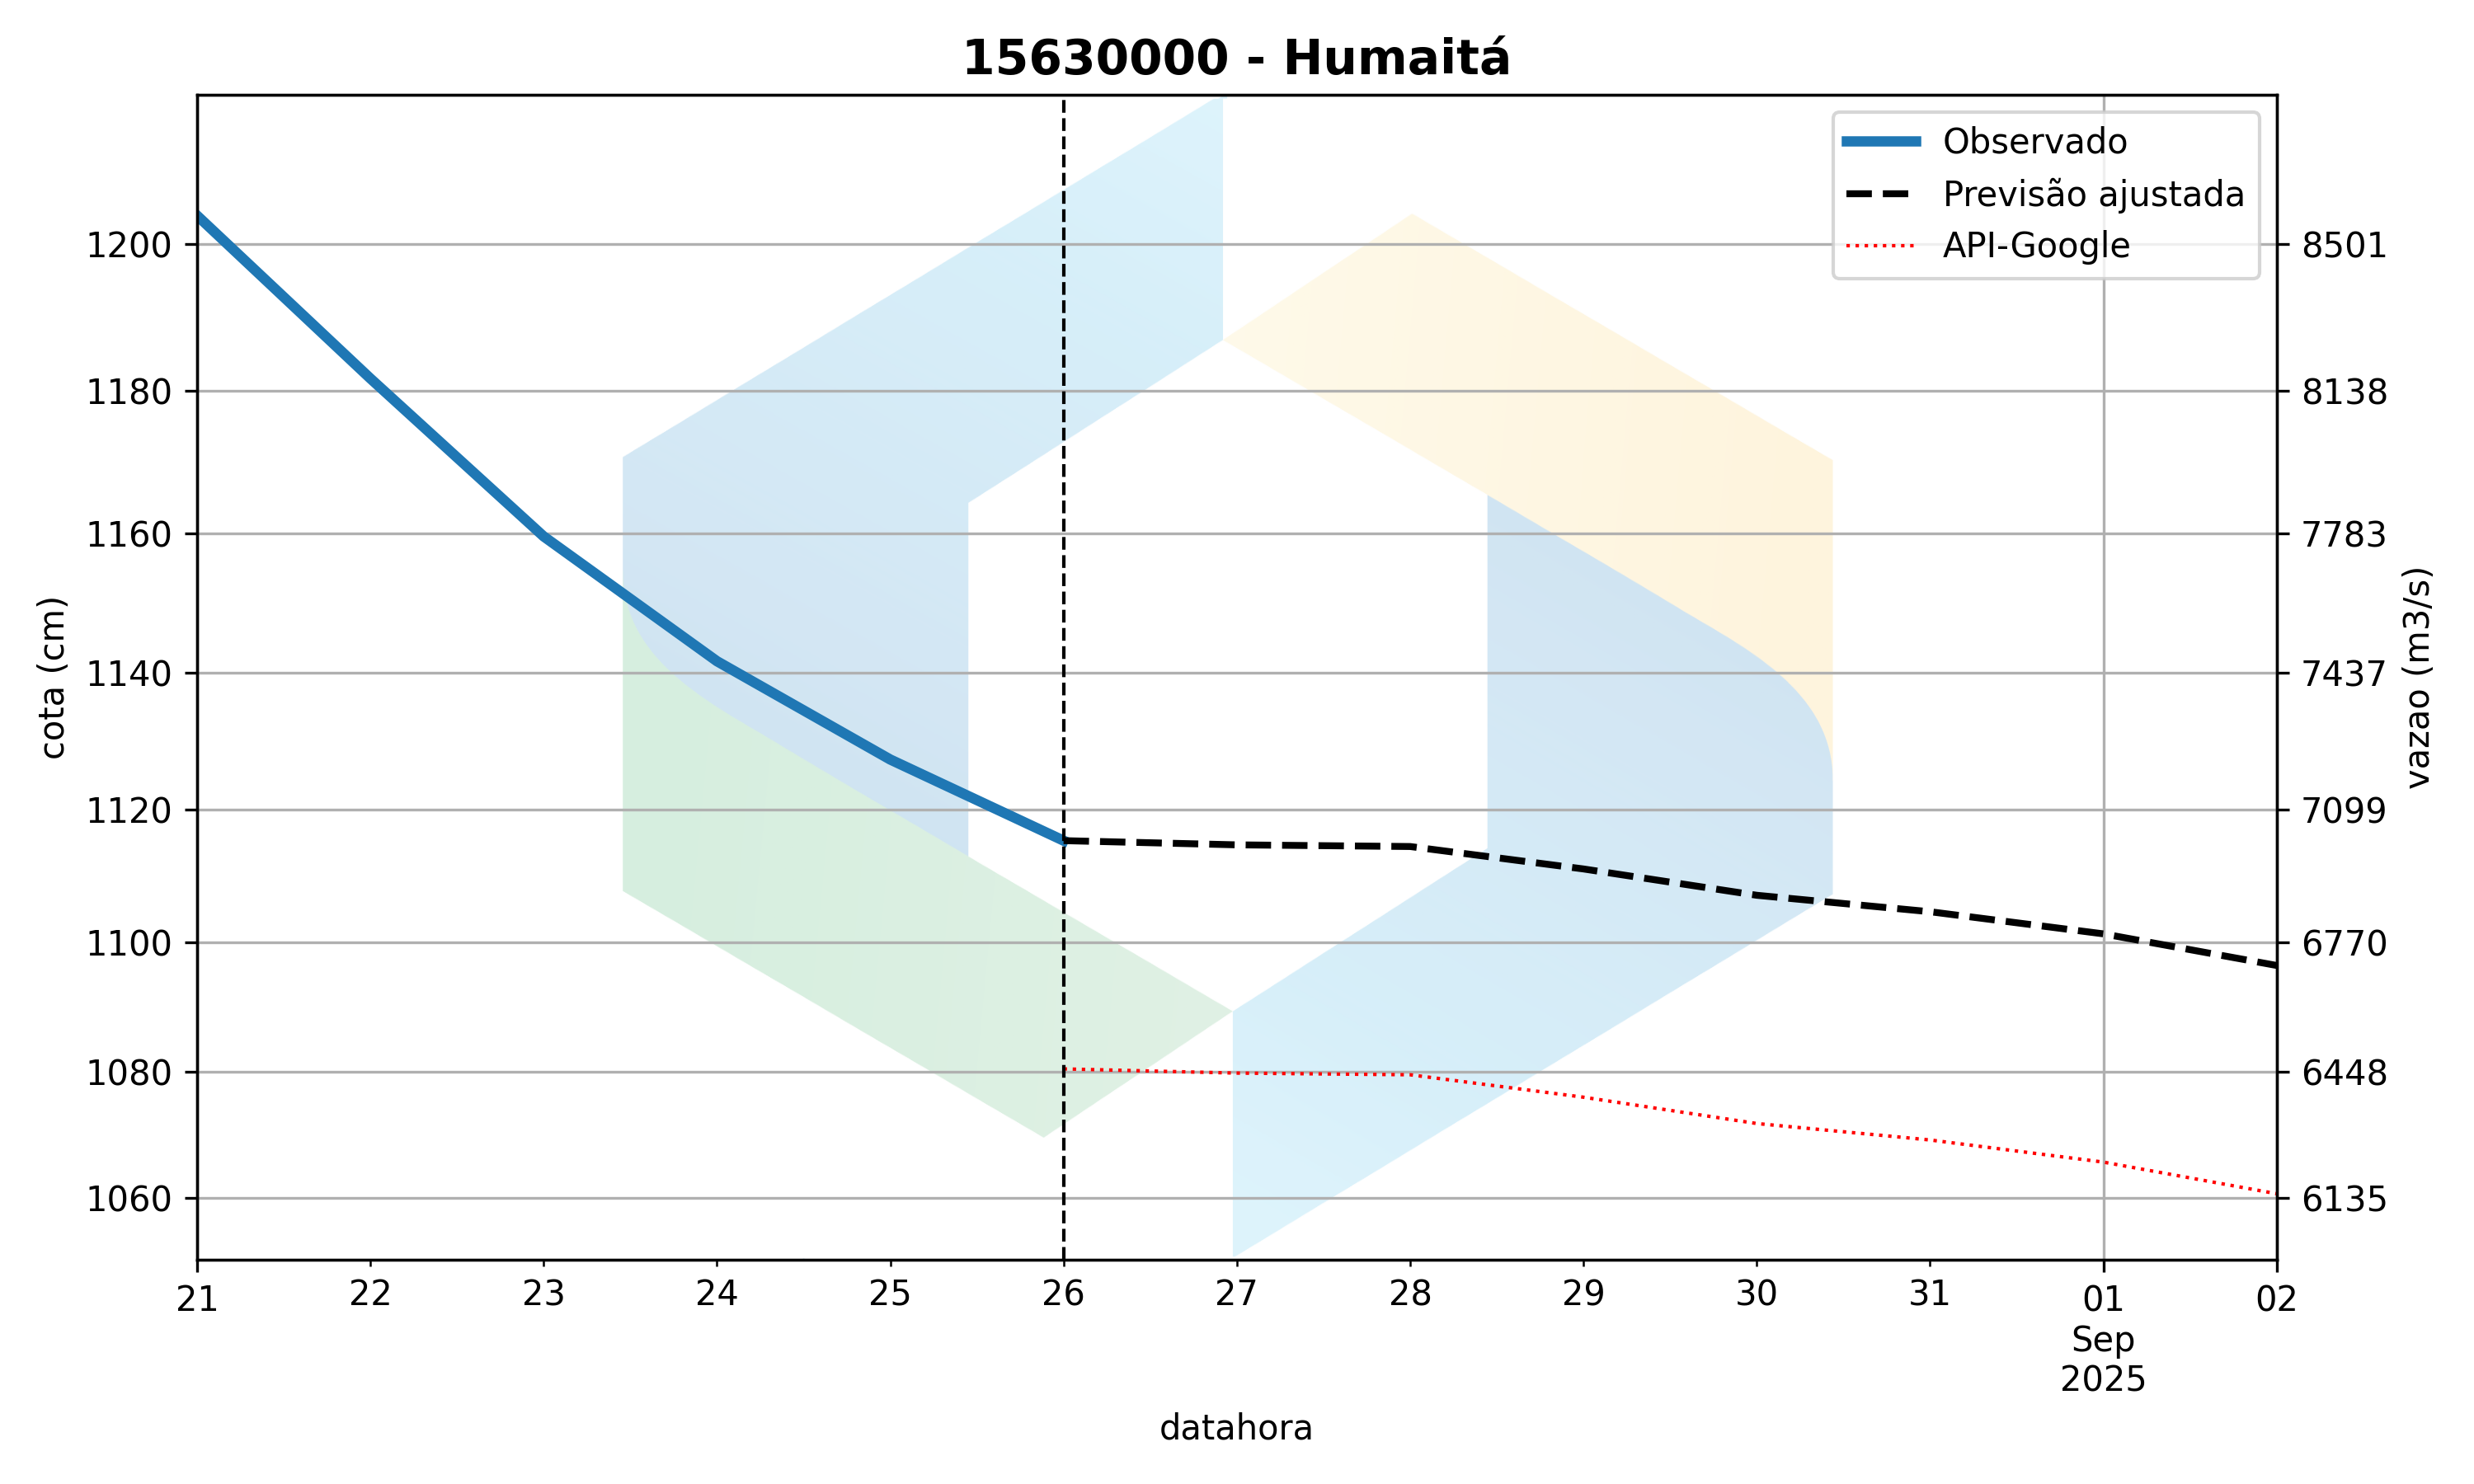 15630000 - Humaitá
Observado
Previsão ajustada
API-Google
1200
1180
1160
1140
1120
1100
1080
1060
cota (cm)
8501
8138
7783
7437
7099
6770
6448
6135
vazao (m3/s)
21 22 23 24 25 26 27 28 29 30 31 01 02
Sep
2025
datahora